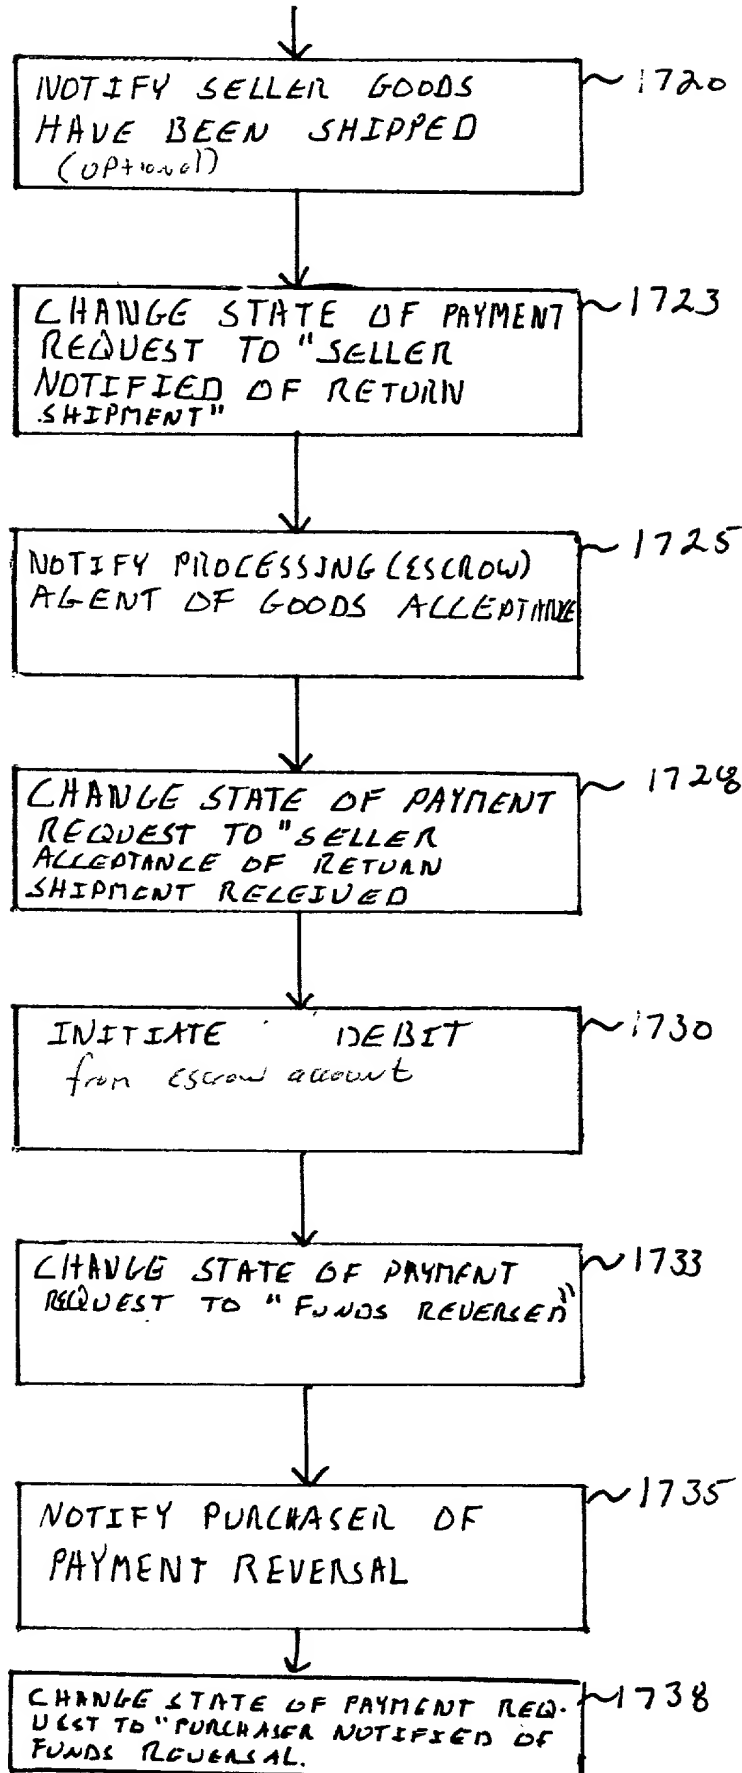 NOTIFY SELLER GOODS
HAVE BEEN SHIPPED
(optional)
1720
CHANGE STATE OF PAYMENT
REQUEST TO "SELLER
NOTIFIED OF RETURN
SHIPMENT"
1723
NOTIFY PROCESSING (ESCROW)
AGENT OF GOODS ACCEPTANCE
1725
CHANGE STATE OF PAYMENT
REQUEST TO "SELLER
ACCEPTANCE OF RETURN
SHIPMENT RECEIVED
1728
INITIATE DEBIT
from escrow account
1730
CHANGE STATE OF PAYMENT
REQUEST TO "FUNDS REVERSED"
1733
NOTIFY PURCHASER OF
PAYMENT REVERSAL
1735
CHANGE STATE OF PAYMENT REQ-
UEST TO "PURCHASER NOTIFIED OF
FUNDS REVERSAL.
1738